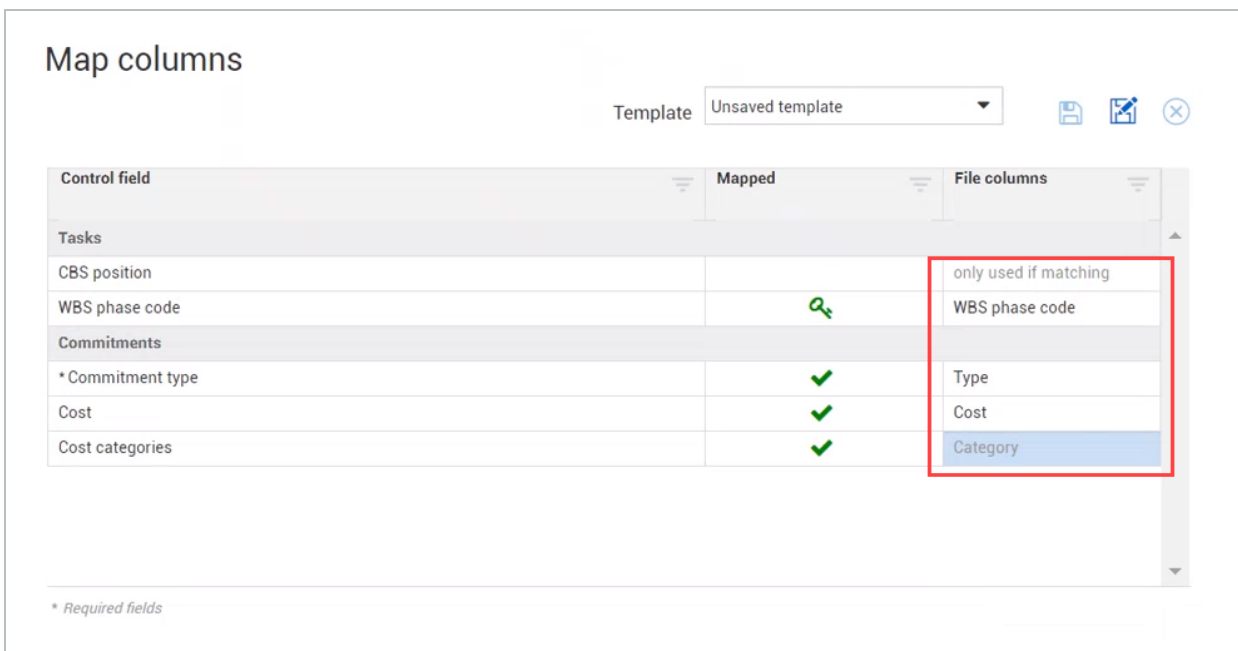 Map columns
Template Unsaved template
Control field Mapped File columns
Tasks
CBS position only used if matching
WBS phase code WBS phase code
Commitments
* Commitment type Type
Cost Cost
Cost categories Category
* Required fields